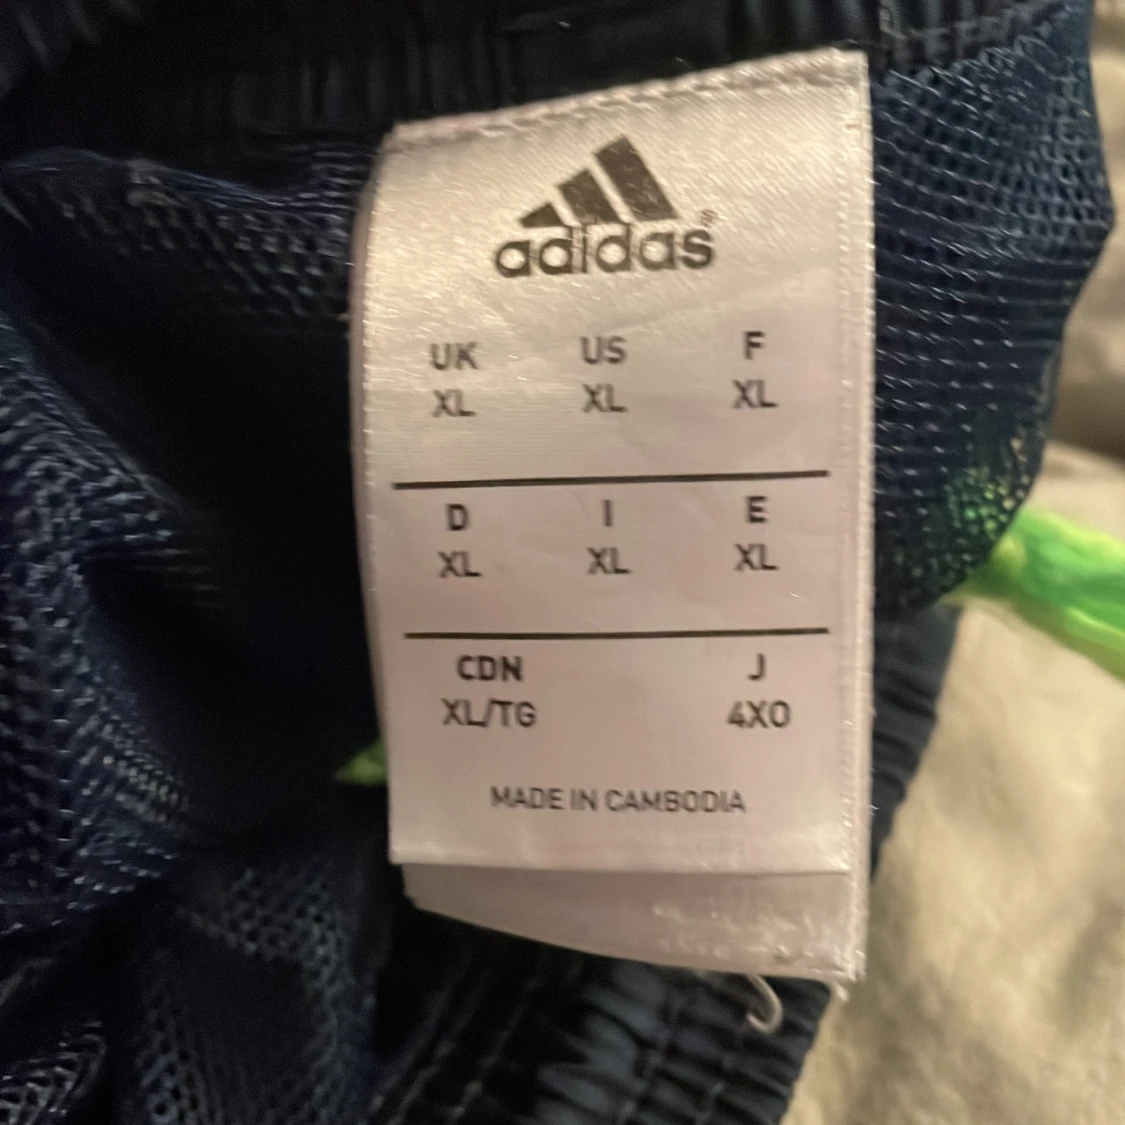 adidas®
UK US F
XL XL XL
D I E
XL XL XL
CDN J
XL/TG 4XO
MADE IN CAMBODIA